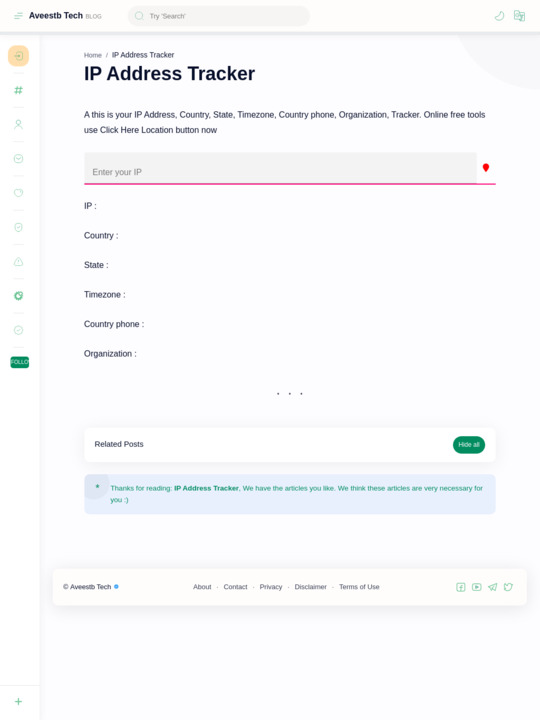 Aveestb Tech BLOG
Try 'Search'
Home / IP Address Tracker
IP Address Tracker
A this is your IP Address, Country, State, Timezone, Country phone, Organization, Tracker. Online free tools
use Click Here Location button now
Enter your IP
IP :
Country :
State :
Timezone :
Country phone :
Organization :
FOLLO
. . .
Related Posts
Hide all
* Thanks for reading: IP Address Tracker, We have the articles you like. We think these articles are very necessary for
you :)
© Aveestb
About · Contact · Privacy · Disclaimer · Terms of Use